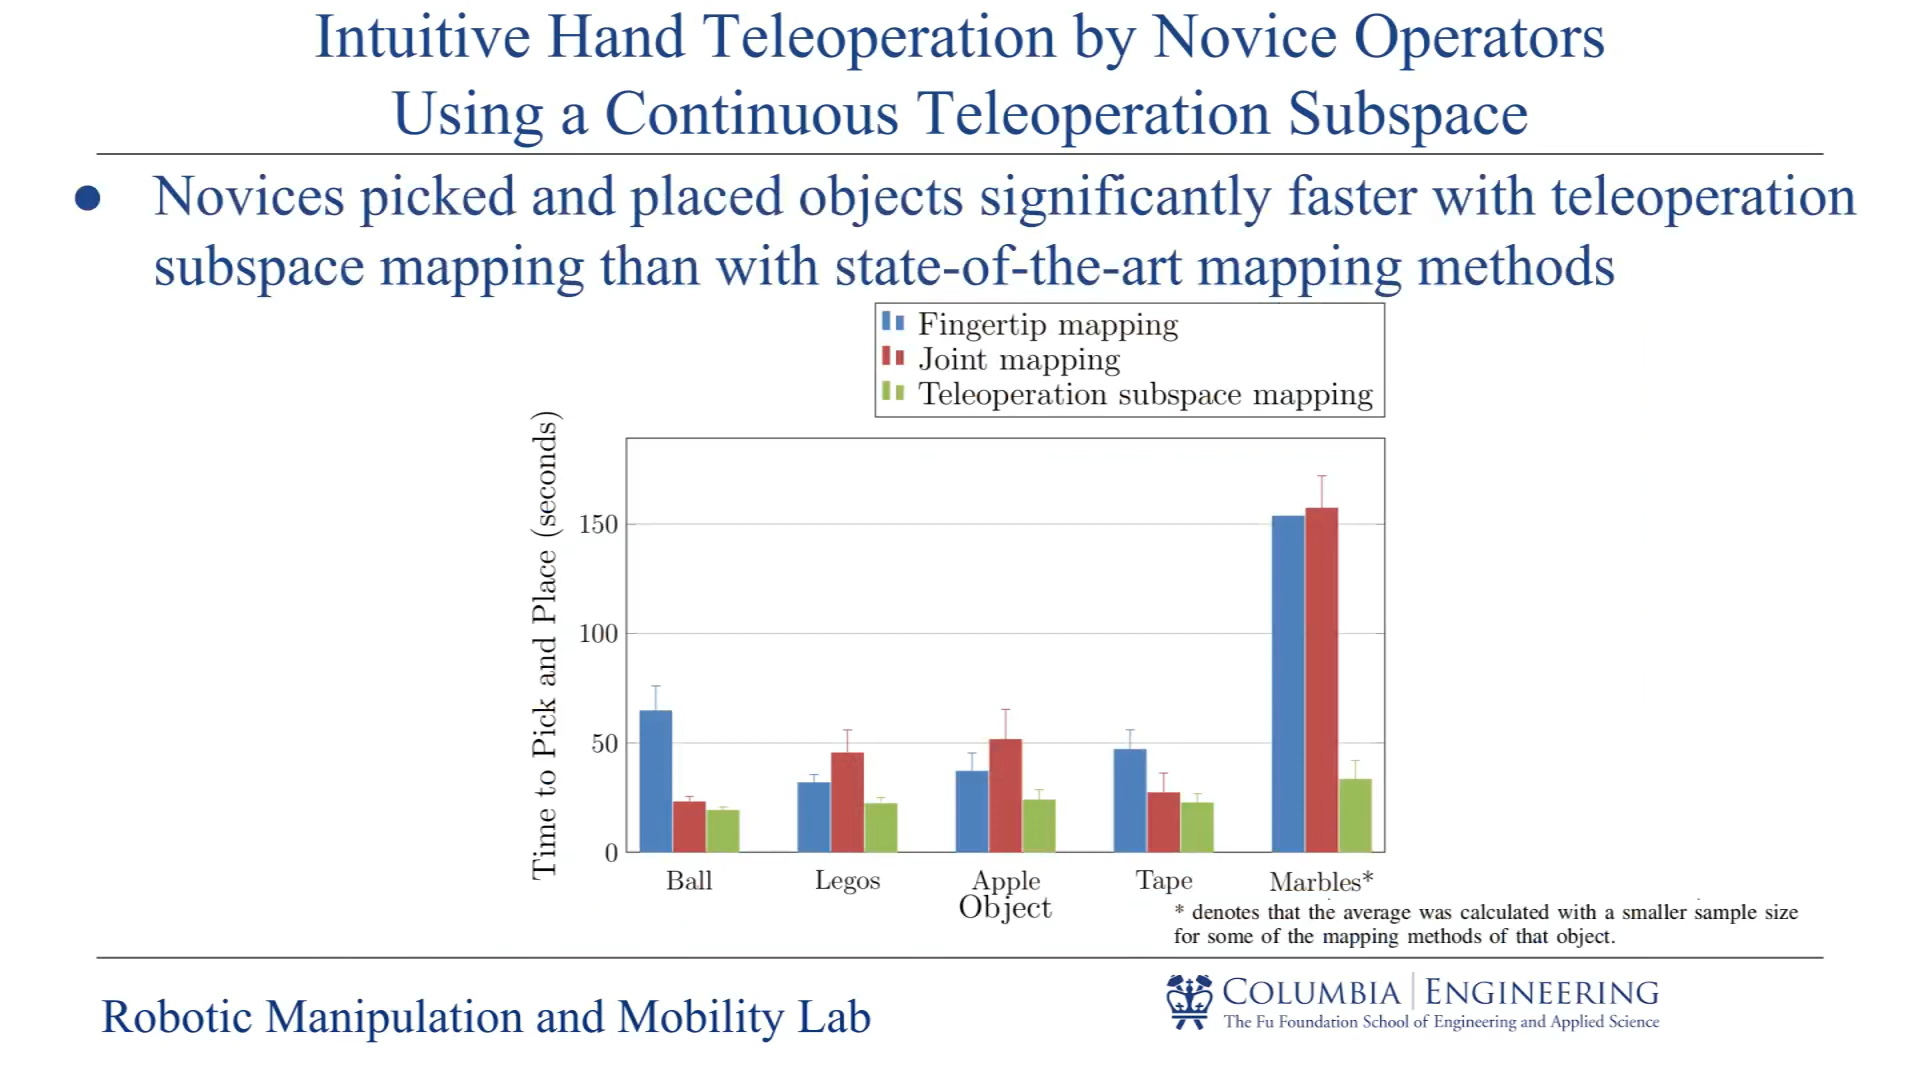 Intuitive Hand Teleoperation by Novice Operators
Using a Continuous Teleoperation Subspace
● Novices picked and placed objects significantly faster with teleoperation
subspace mapping than with state-of-the-art mapping methods
Fingertip mapping
Joint mapping
Teleoperation subspace mapping
Time to Pick and Place (seconds)
150
100
50
0
Ball Legos Apple Tape Marbles*
Object
* denotes that the average was calculated with a smaller sample size
for some of the mapping methods of that object.
Robotic Manipulation and Mobility Lab
COLUMBIA | ENGINEERING
The Fu Foundation School of Engineering and Applied Science